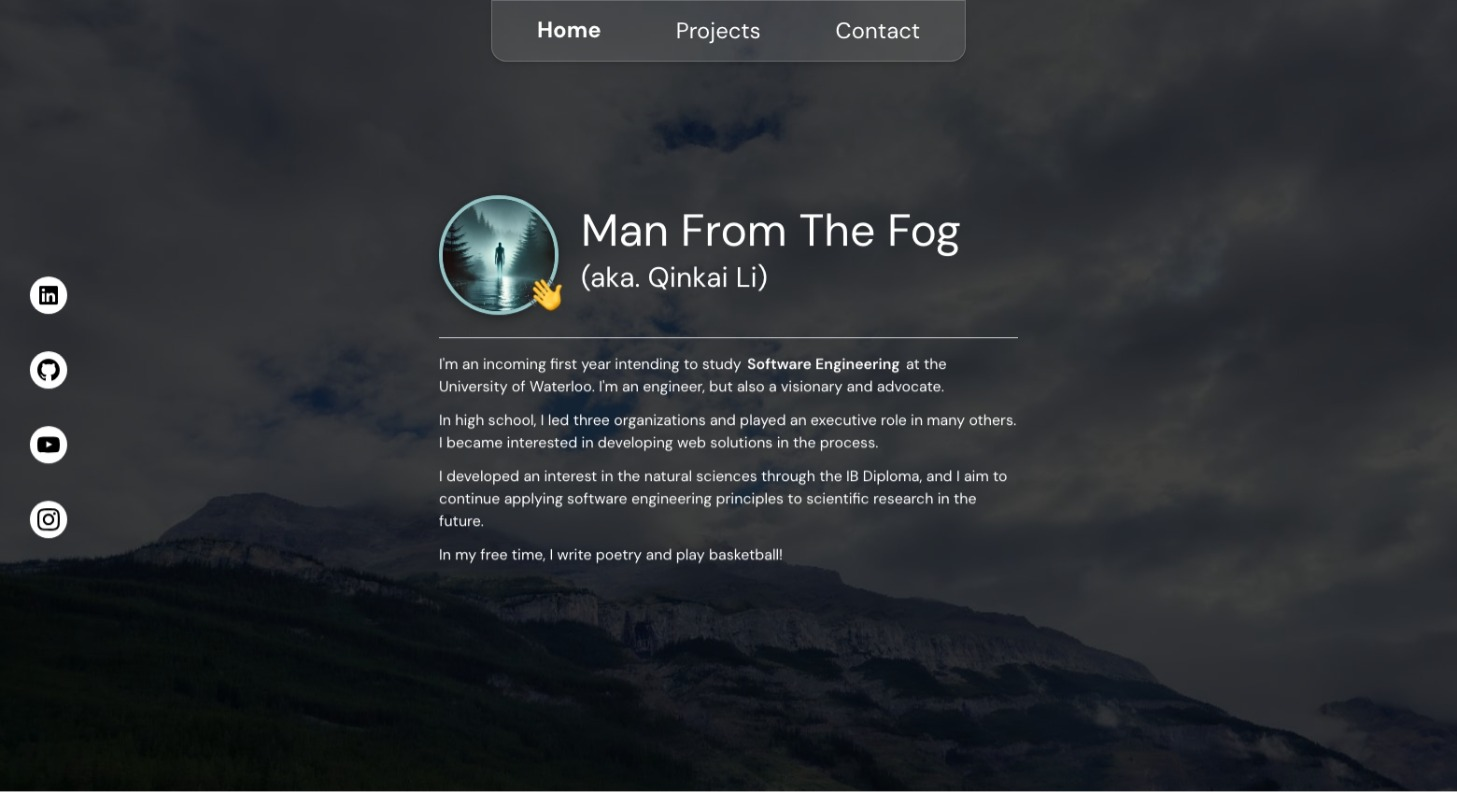 Home Projects Contact
Man From The Fog
(aka. Qinkai Li)
I'm an incoming first year intending to study Software Engineering at the
University of Waterloo. I'm an engineer, but also a visionary and advocate.
In high school, I led three organizations and played an executive role in many others.
I became interested in developing web solutions in the process.
I developed an interest in the natural sciences through the IB Diploma, and I aim to
continue applying software engineering principles to scientific research in the
future.
In my free time, I write poetry and play basketball!
in